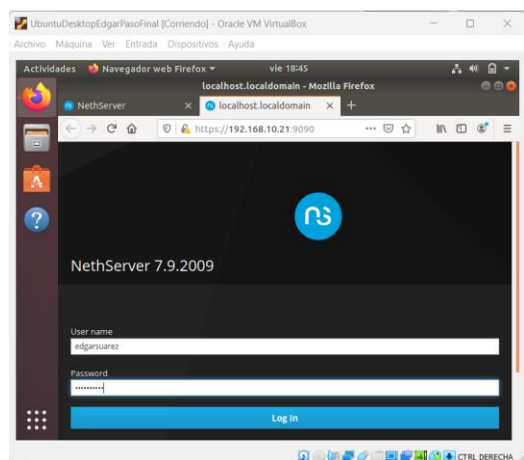 UbuntuDesktopEdgarPasoFinal [Corriendo] - Oracle VM VirtualBox
Archivo Máquina Ver Entrada Dispositivos Ayuda
Actividades Navegador web Firefox vie 18:45
localhost.localdomain - Mozilla Firefox
NethServer localhost.localdomain
https://192.168.10.21:9090
ns
NethServer 7.9.2009
User name
edgarsuarez
Password
Log In
CTRL DERECHA